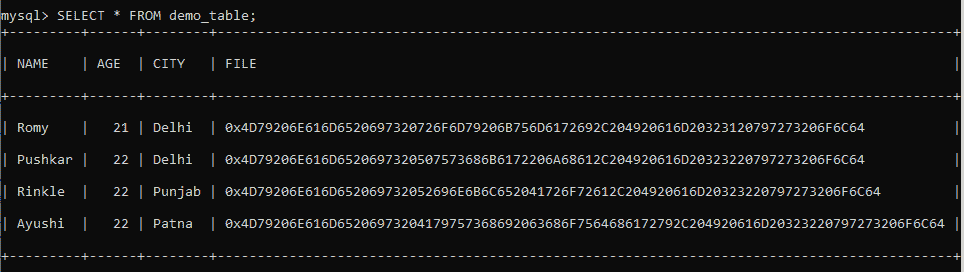 mysql> SELECT * FROM demo_table;
| NAME | AGE | CITY | FILE |
| Romy | 21 | Delhi | 0x4D79206E616D6520697320726F6D79206B756D6172692C204920616D20323120797273206F6C64 |
| Pushkar | 22 | Delhi | 0x4D79206E616D6520697320507573686B6172206A68612C204920616D20323220797273206F6C64 |
| Rinkle | 22 | Punjab | 0x4D79206E616D652069732052696E6B6C652041726F72612C204920616D20323220797273206F6C64 |
| Ayushi | 22 | Patna | 0x4D79206E616D65206973204179757368692063686F7564686172792C204920616D20323220797273206F6C64 |